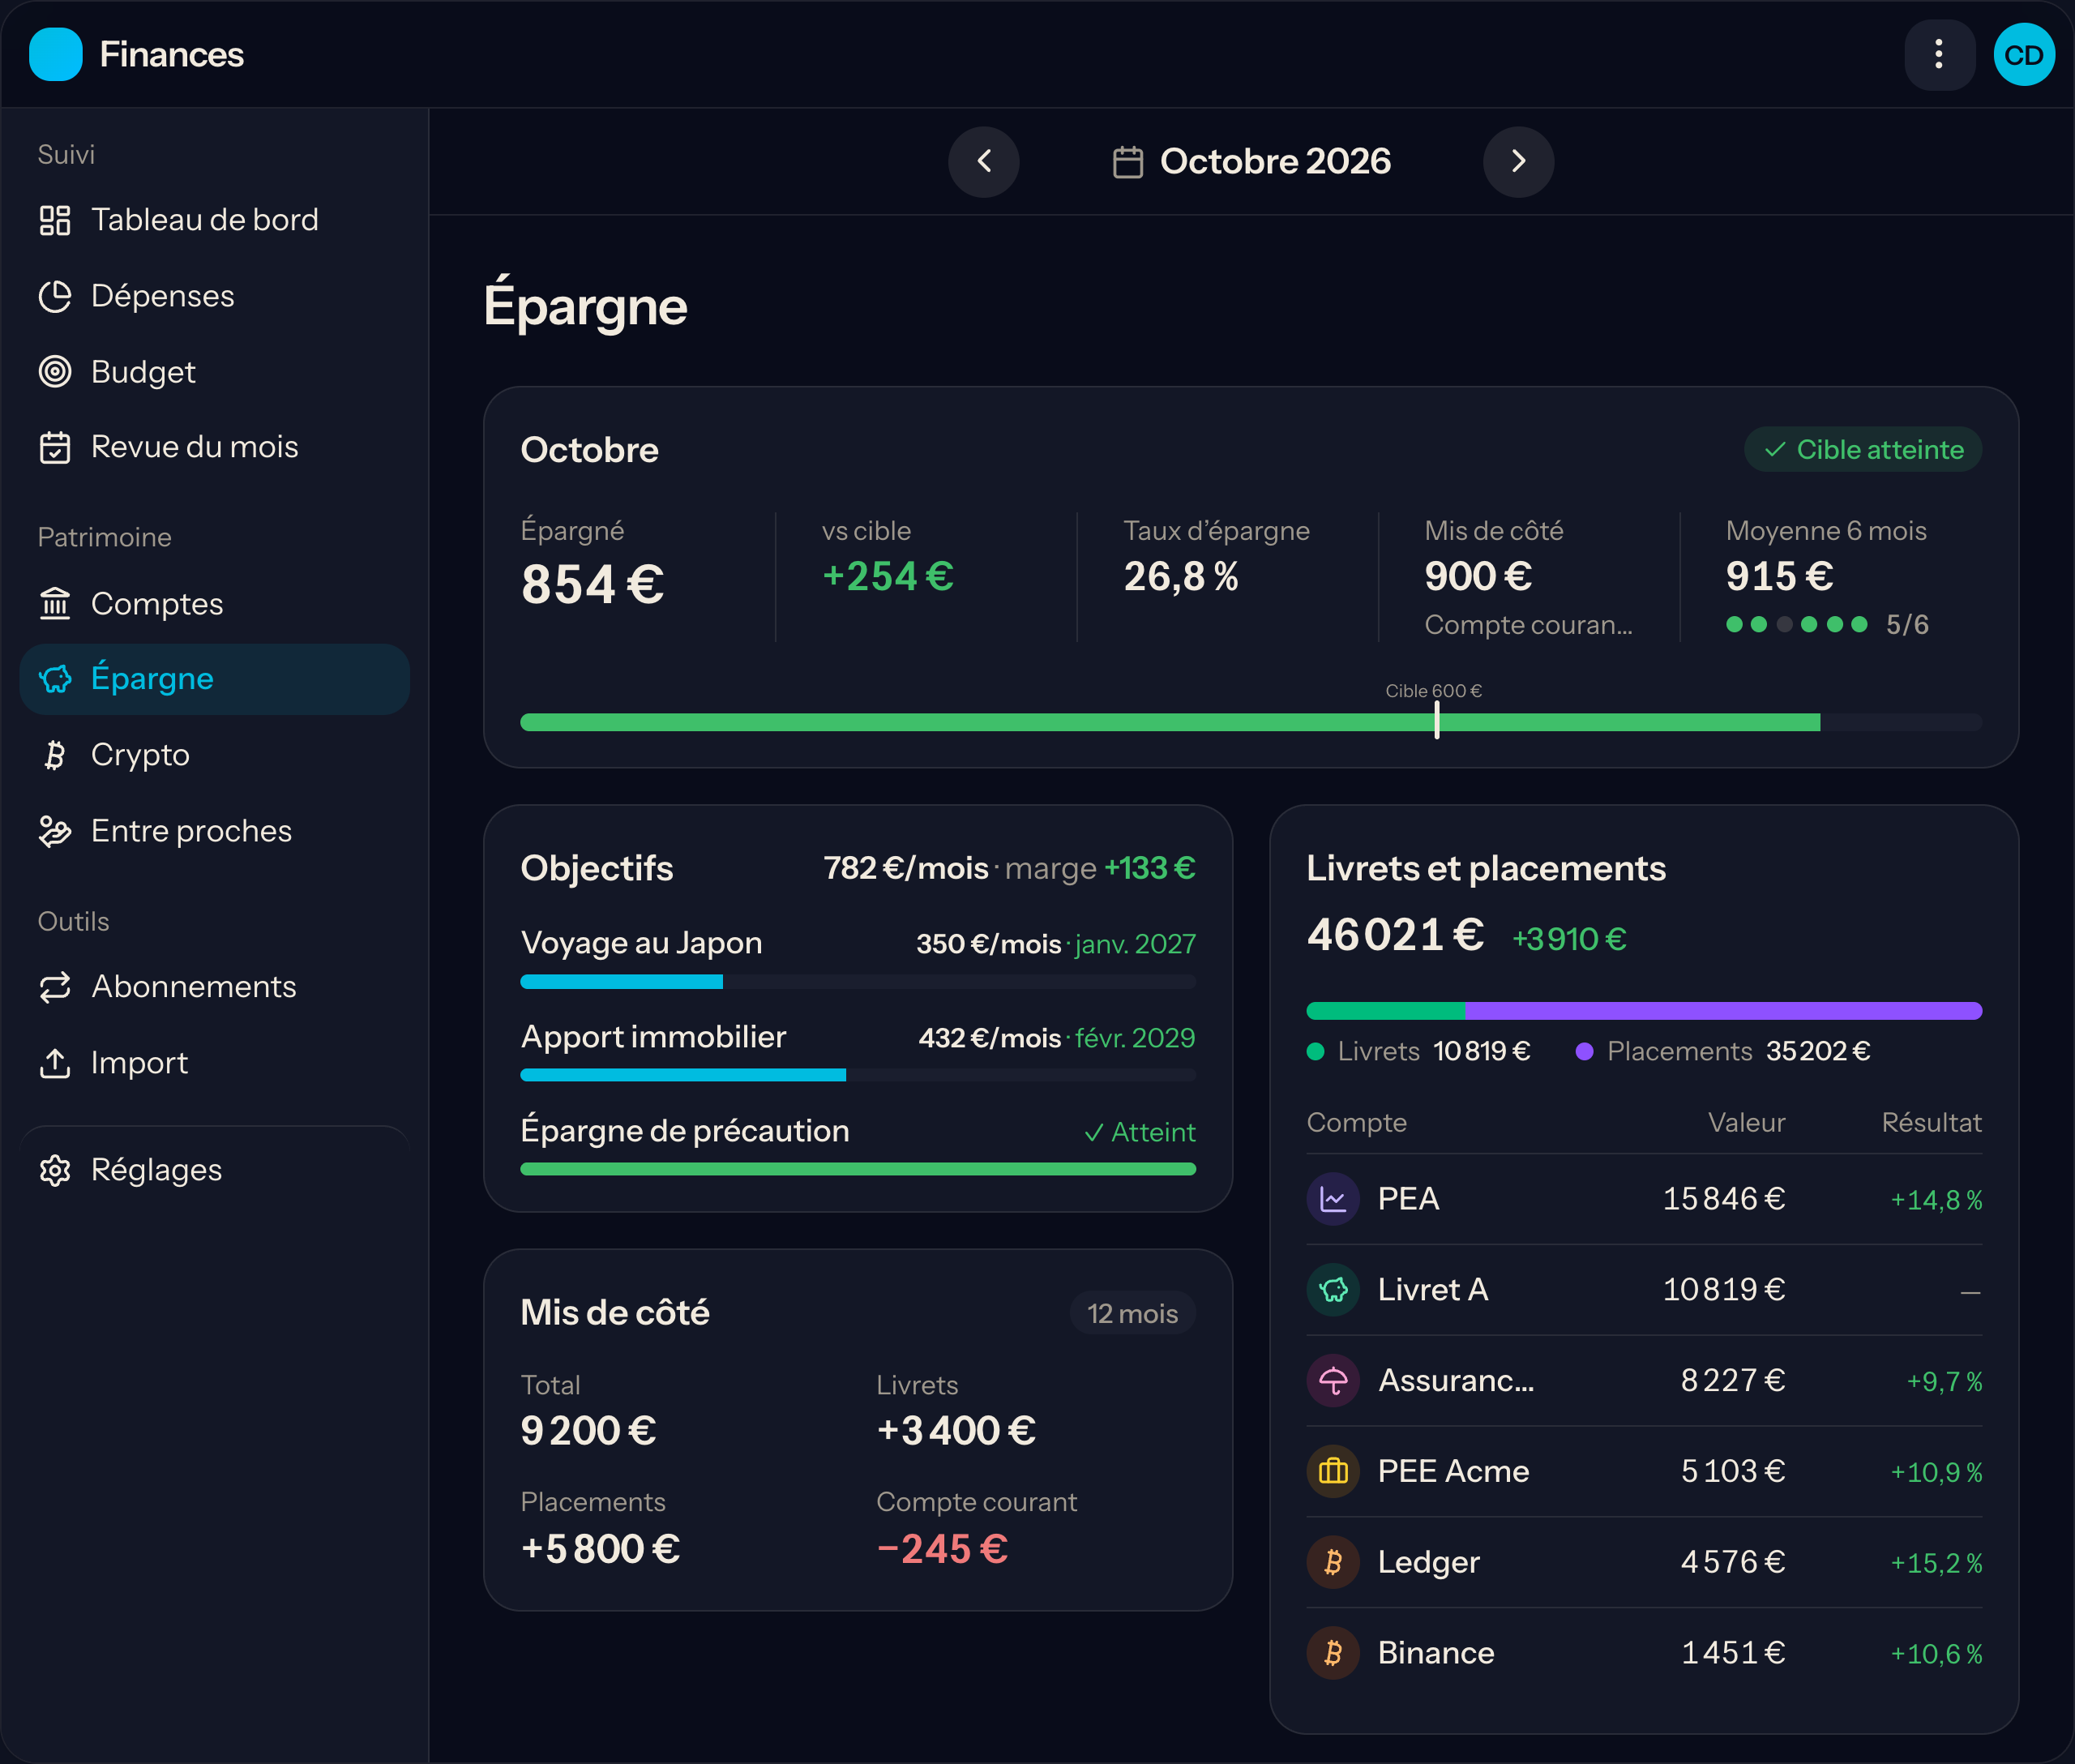 Finances
CD
Suivi
Tableau de bord
Dépenses
Budget
Revue du mois
Patrimoine
Comptes
Épargne
Crypto
Entre proches
Outils
Abonnements
Import
Réglages
Octobre 2026
Épargne
Octobre
Cible atteinte
Épargné
854 €
vs cible
+254 €
Taux d’épargne
26,8 %
Mis de côté
900 €
Compte couran...
Moyenne 6 mois
915 €
5/6
Cible 600 €
Objectifs
782 €/mois · marge +133 €
Voyage au Japon
350 €/mois · janv. 2027
Apport immobilier
432 €/mois · févr. 2029
Épargne de précaution
Atteint
Mis de côté
12 mois
Total
9 200 €
Livrets
+3 400 €
Placements
+5 800 €
Compte courant
−245 €
Livrets et placements
46 021 € +3 910 €
Livrets 10 819 € Placements 35 202 €
Compte Valeur Résultat
PEA 15 846 € +14,8 %
Livret A 10 819 € —
Assuranc... 8 227 € +9,7 %
PEE Acme 5 103 € +10,9 %
Ledger 4 576 € +15,2 %
Binance 1 451 € +10,6 %